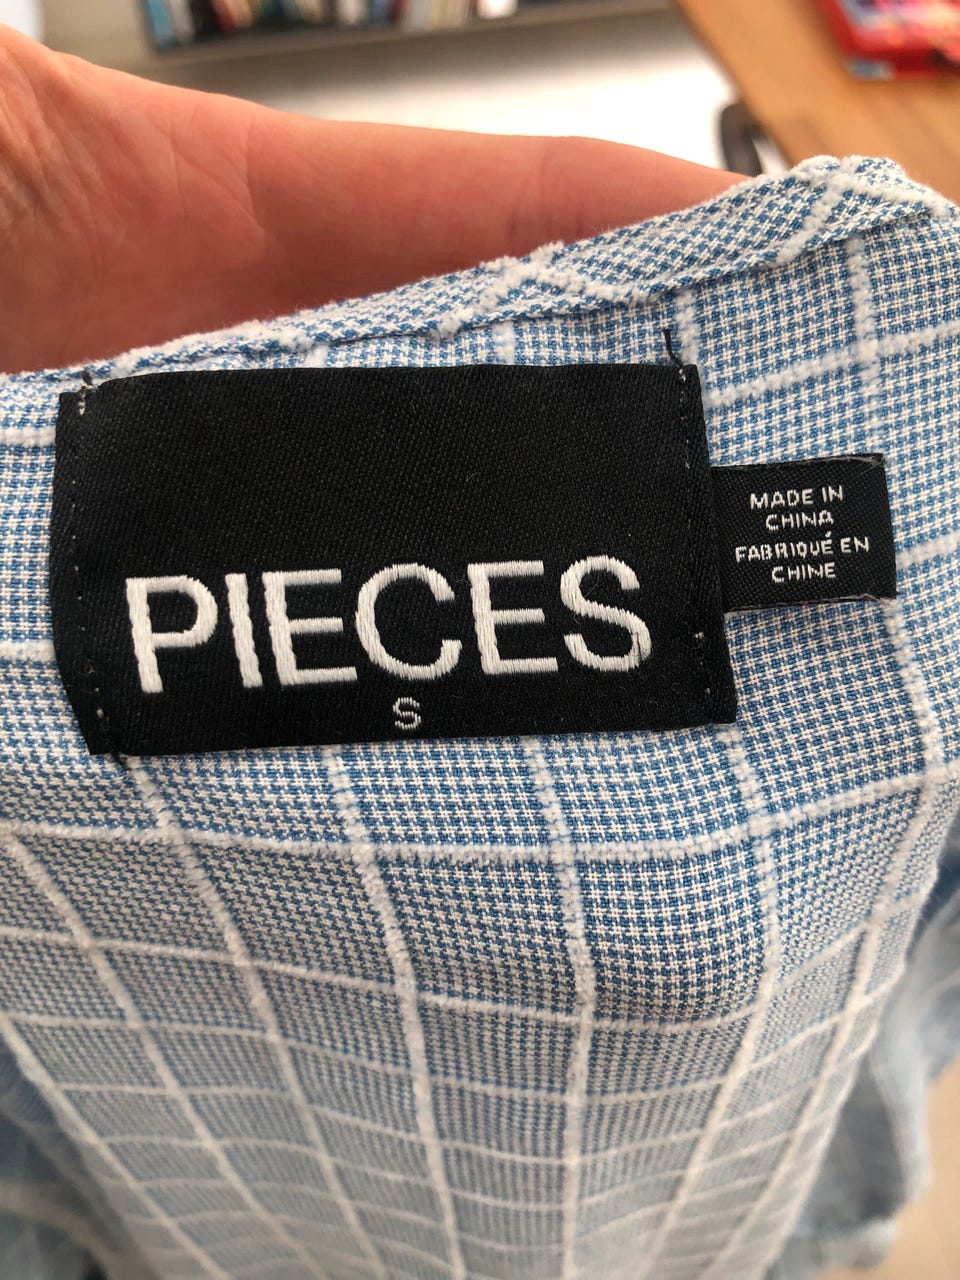 PIECES
S
MADE IN
CHINA
FABRIQUÉ EN
CHINE